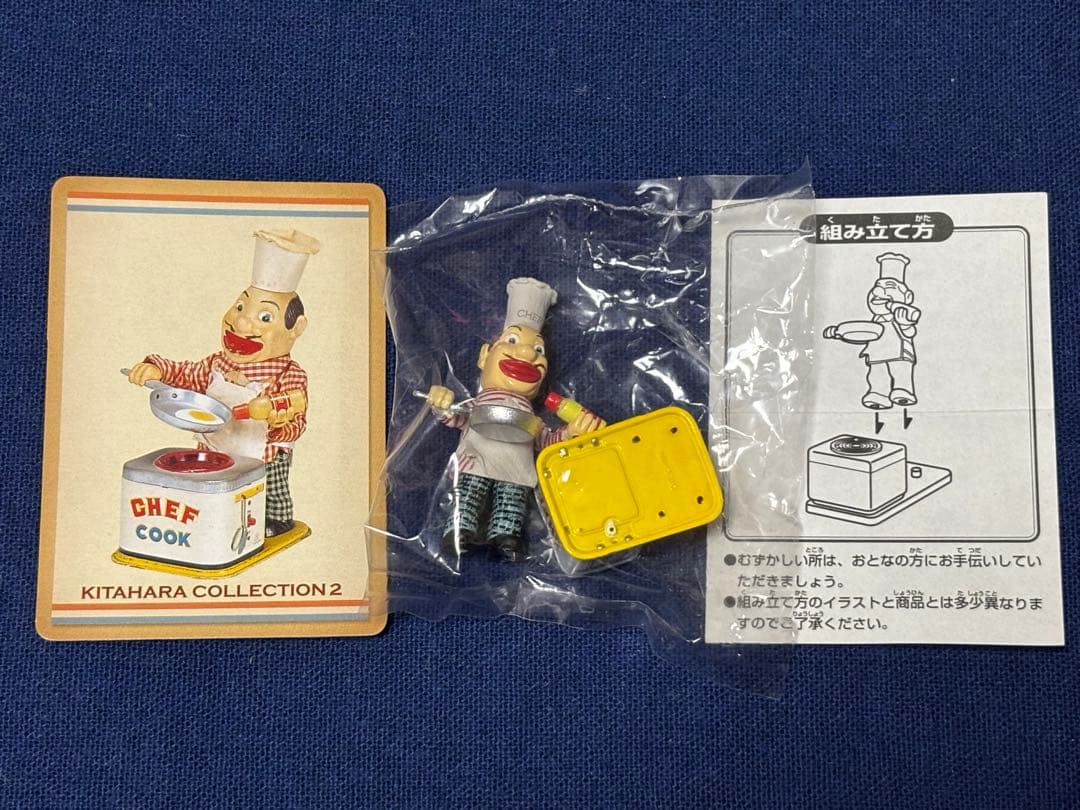 CHEF
COOK
KITAHARA COLLECTION 2
CHEF
組み立て方
●むずかしい所は、おとなの方にお手伝いしてい
ただきましょう。
●組み立て方のイラストと商品とは多少異なりま
すのでご了承ください。